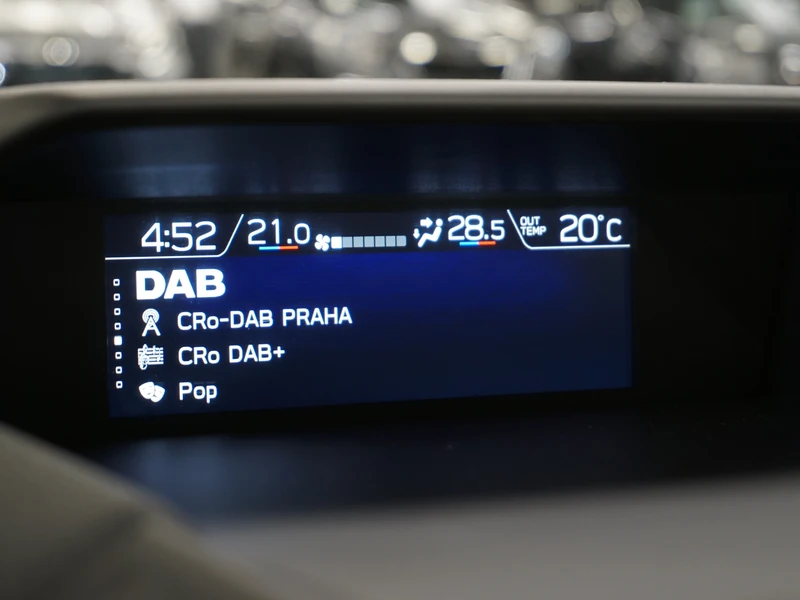 4:52 21.0 28.5 OUT TEMP 20°C
DAB
CRo-DAB PRAHA
CRo DAB+
Pop